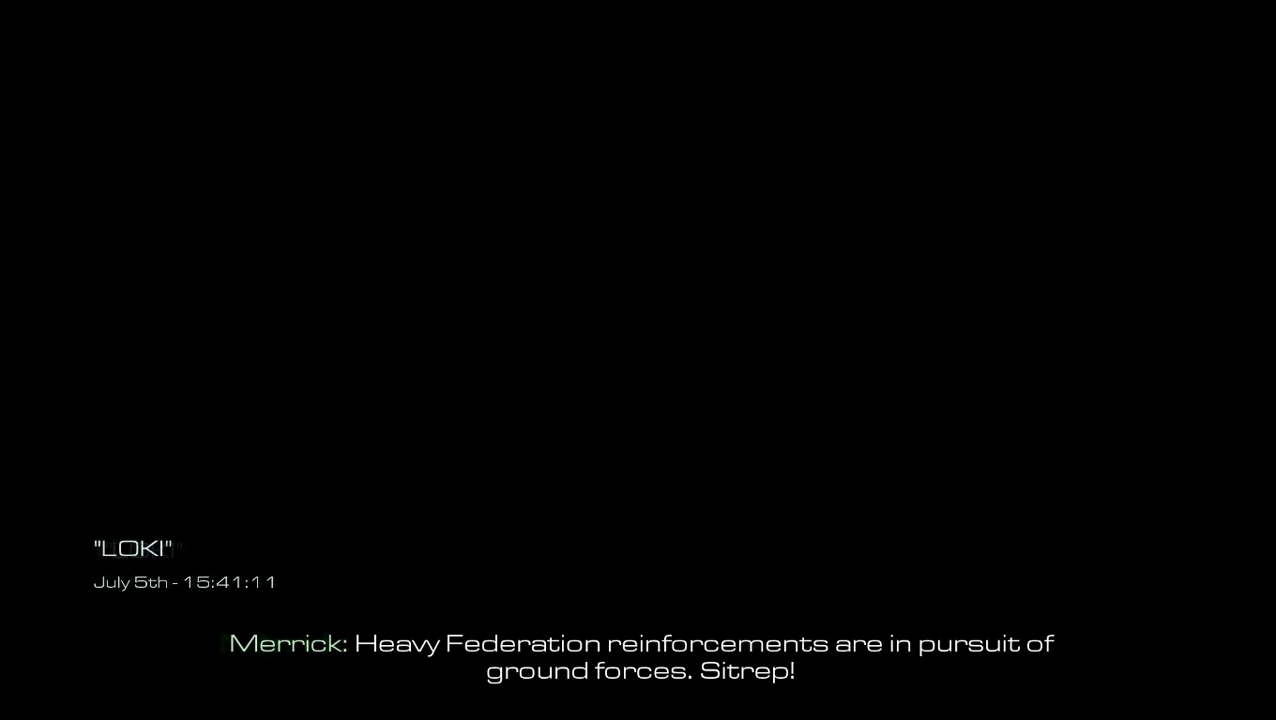 "LOKI"
July 5th - 15:41:11
Merrick: Heavy Federation reinforcements are in pursuit of
ground forces. Sitrep!